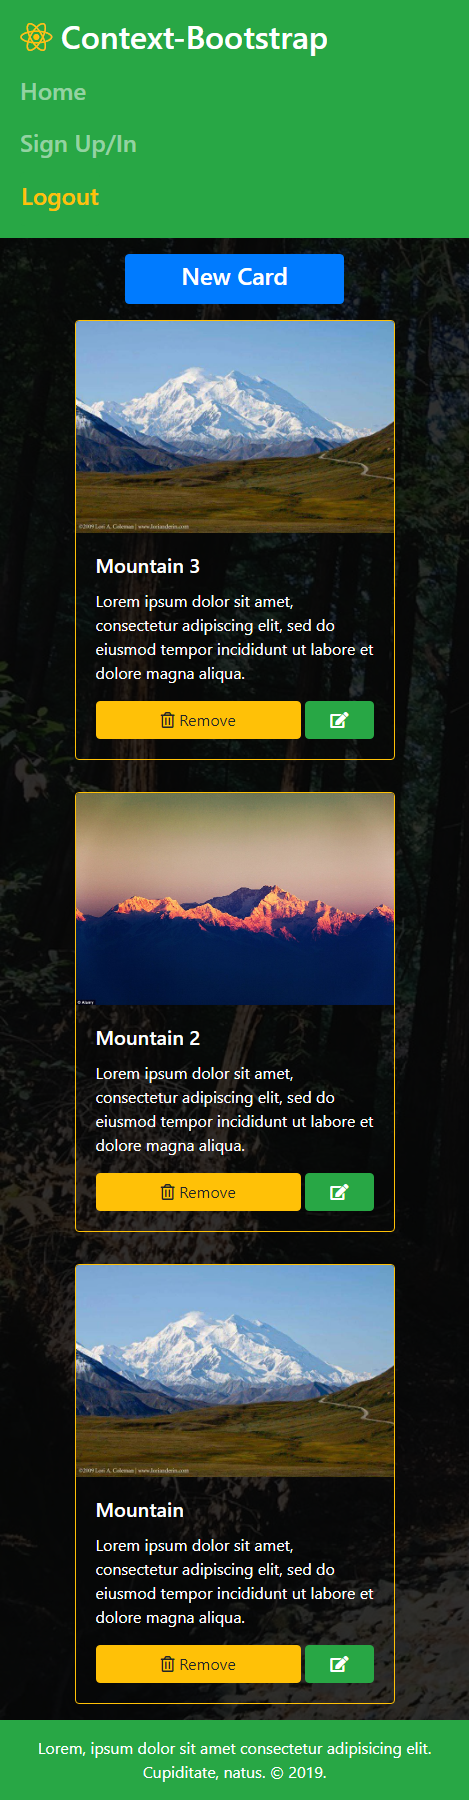 Context-Bootstrap
Home
Sign Up/In
Logout
New Card
©2009 Lori A. Coleman | www.loriandevin.com
Mountain 3
Lorem ipsum dolor sit amet,
consectetur adipiscing elit, sed do
eiusmod tempor incididunt ut labore et
dolore magna aliqua.
Remove
© Alamy
Mountain 2
Lorem ipsum dolor sit amet,
consectetur adipiscing elit, sed do
eiusmod tempor incididunt ut labore et
dolore magna aliqua.
Remove
©2009 Lori A. Coleman | www.loriandevin.com
Mountain
Lorem ipsum dolor sit amet,
consectetur adipiscing elit, sed do
eiusmod tempor incididunt ut labore et
dolore magna aliqua.
Remove
Lorem, ipsum dolor sit amet consectetur adipisicing elit.
Cupiditate, natus. © 2019.